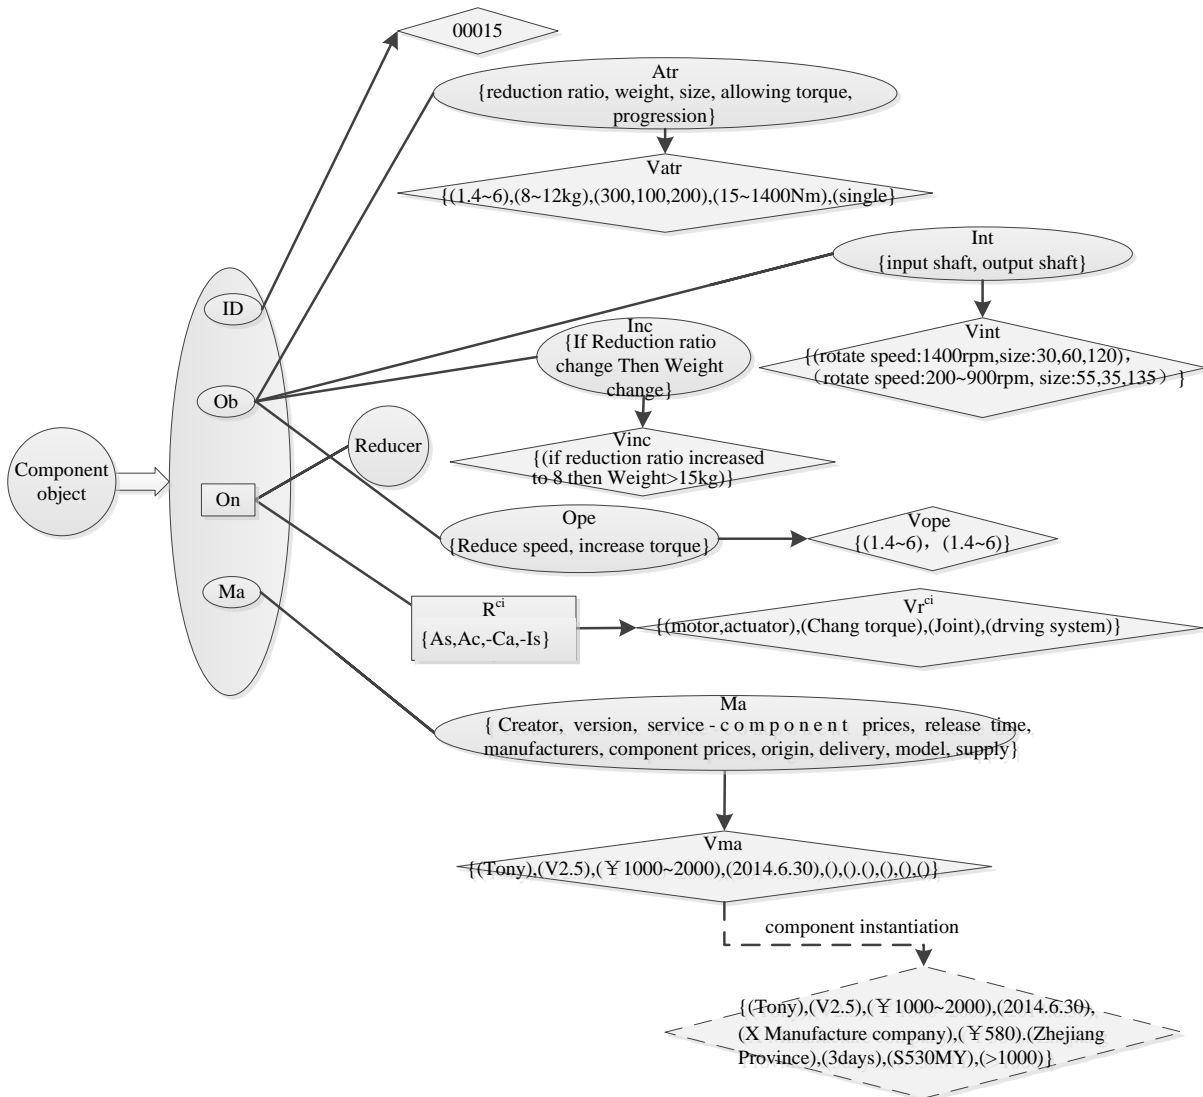 00015
Atr
{reduction ratio, weight, size, allowing torque,
progression}
Vatr
{(1.4~6),(8~12kg),(300,100,200),(15~1400Nm),(single}
Int
{input shaft, output shaft}
Vint
{(rotate speed:1400rpm,size:30,60,120),
(rotate speed:200~900rpm, size:55,35,135) }
ID
Inc
{If Reduction ratio
change Then Weight
change}
Ob
Vinc
{(if reduction ratio increased
to 8 then Weight>15kg)}
Reducer
Component
object
On
Ope
{Reduce speed, increase torque}
Vope
{(1.4~6), (1.4~6)}
Ma
R^ci
{As,Ac,-Ca,-Is}
Vr^ci
{(motor,actuator),(Chang torque),(Joint),(drving system)}
Ma
{ Creator, version, service-component prices, release time,
manufacturers, component prices, origin, delivery, model, supply}
Vma
{(Tony),(V2.5),(¥1000~2000),(2014.6.30),(),().(),(),(),()}
component instantiation
{(Tony),(V2.5),(¥1000~2000),(2014.6.30),
(X Manufacture company),(¥580).(Zhejiang
Province),(3days),(S530MY),(>1000)}